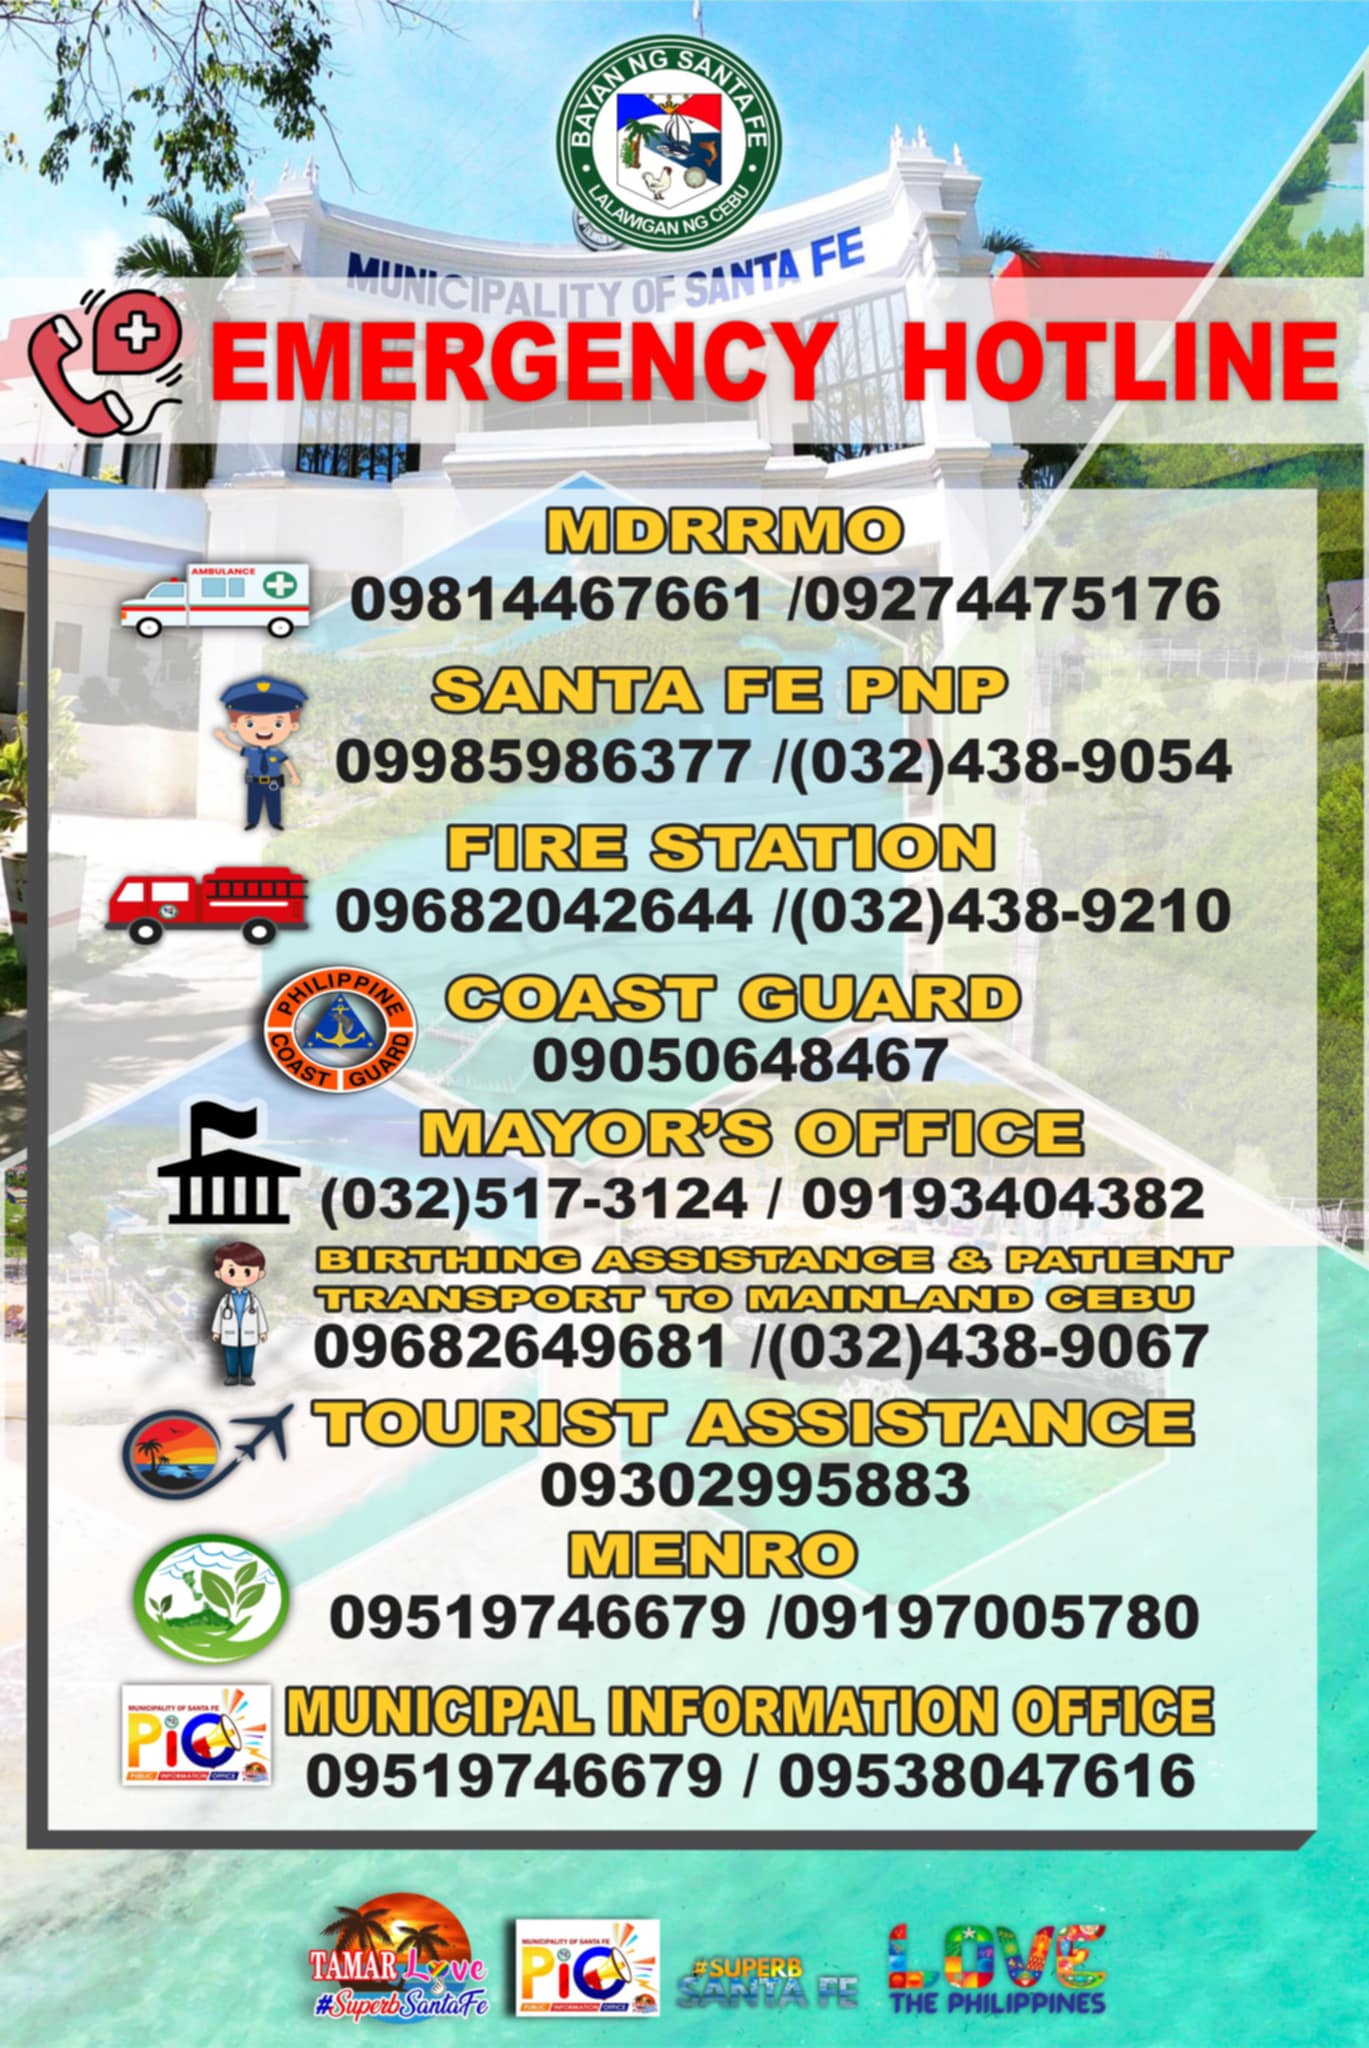 BAYAN NG SANTA FE
LALAWIGAN NG CEBU
MUNICIPALITY OF SANTA FE
EMERGENCY HOTLINE
MDRRMO
AMBULANCE
09814467661 /09274475176
SANTA FE PNP
09985986377 /(032)438-9054
FIRE STATION
09682042644 /(032)438-9210
PHILIPPINE
COAST GUARD
COAST GUARD
09050648467
MAYOR'S OFFICE
(032)517-3124 / 09193404382
BIRTHING ASSISTANCE & PATIENT
TRANSPORT TO MAINLAND CEBU
09682649681 /(032)438-9067
TOURIST ASSISTANCE
09302995883
MENRO
09519746679 /09197005780
MUNICIPALITY OF SANTA FE
PiO
PUBLIC INFORMATION OFFICE
MUNICIPAL INFORMATION OFFICE
09519746679 / 09538047616
TAMAR Love
#SuperbSantaFe
MUNICIPALITY OF SANTA FE
PiO
PUBLIC INFORMATION OFFICE
#SUPERB
SANTA FE
LOVE
THE PHILIPPINES